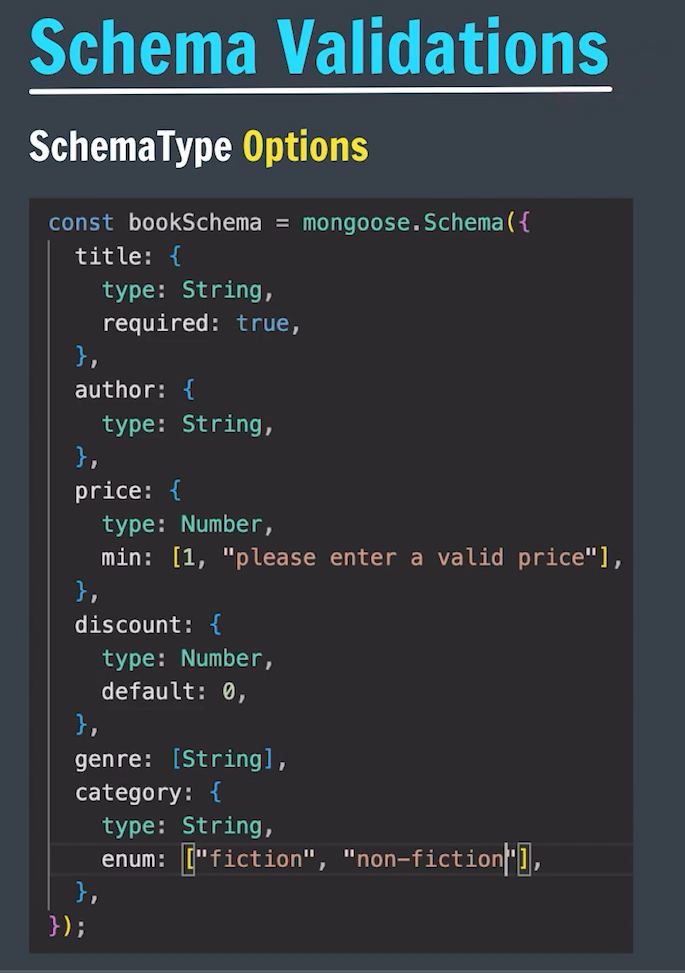 Schema Validations
SchemaType Options
const bookSchema = mongoose.Schema({
  title: {
    type: String,
    required: true,
  },
  author: {
    type: String,
  },
  price: {
    type: Number,
    min: [1, "please enter a valid price"],
  },
  discount: {
    type: Number,
    default: 0,
  },
  genre: [String],
  category: {
    type: String,
    enum: ["fiction", "non-fiction"],
  },
});